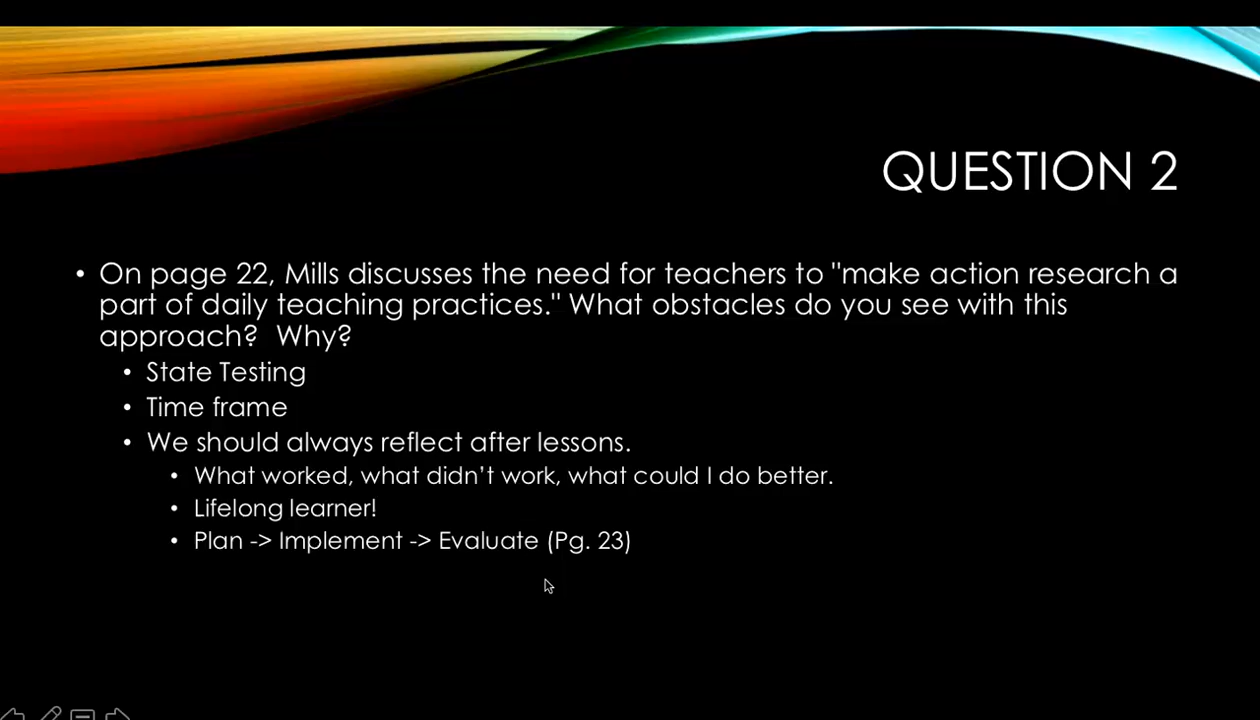 QUESTION 2
• On page 22, Mills discusses the need for teachers to "make action research a
part of daily teaching practices." What obstacles do you see with this
approach?  Why?
• State Testing
• Time frame
• We should always reflect after lessons.
• What worked, what didn't work, what could I do better.
• Lifelong learner!
• Plan -> Implement -> Evaluate (Pg. 23)